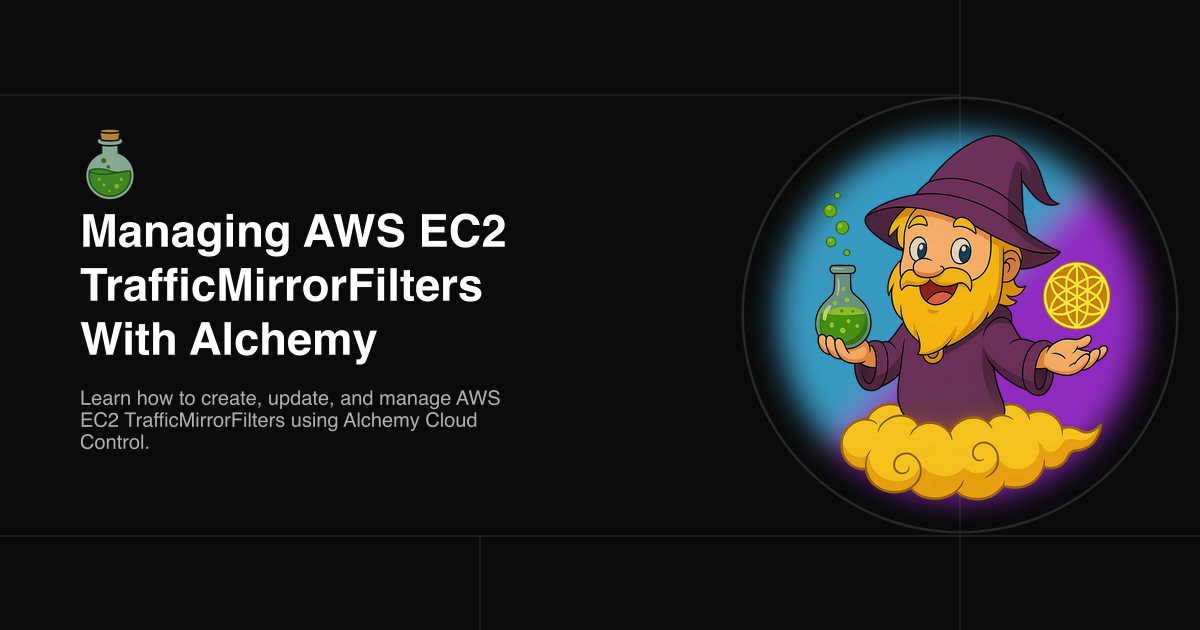 Managing AWS EC2
TrafficMirrorFilters
With Alchemy
Learn how to create, update, and manage AWS
EC2 TrafficMirrorFilters using Alchemy Cloud
Control.